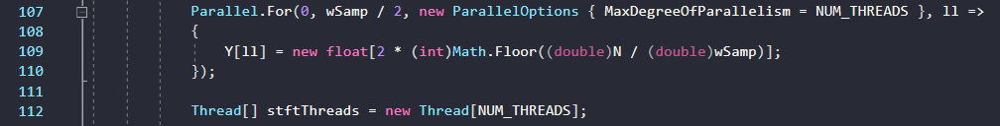 107 Parallel.For(0, wSamp / 2, new ParallelOptions { MaxDegreeOfParallelism = NUM_THREADS }, ll =>
108 {
109 Y[ll] = new float[2 * (int)Math.Floor((double)N / (double)wSamp)];
110 });
111
112 Thread[] stftThreads = new Thread[NUM_THREADS];